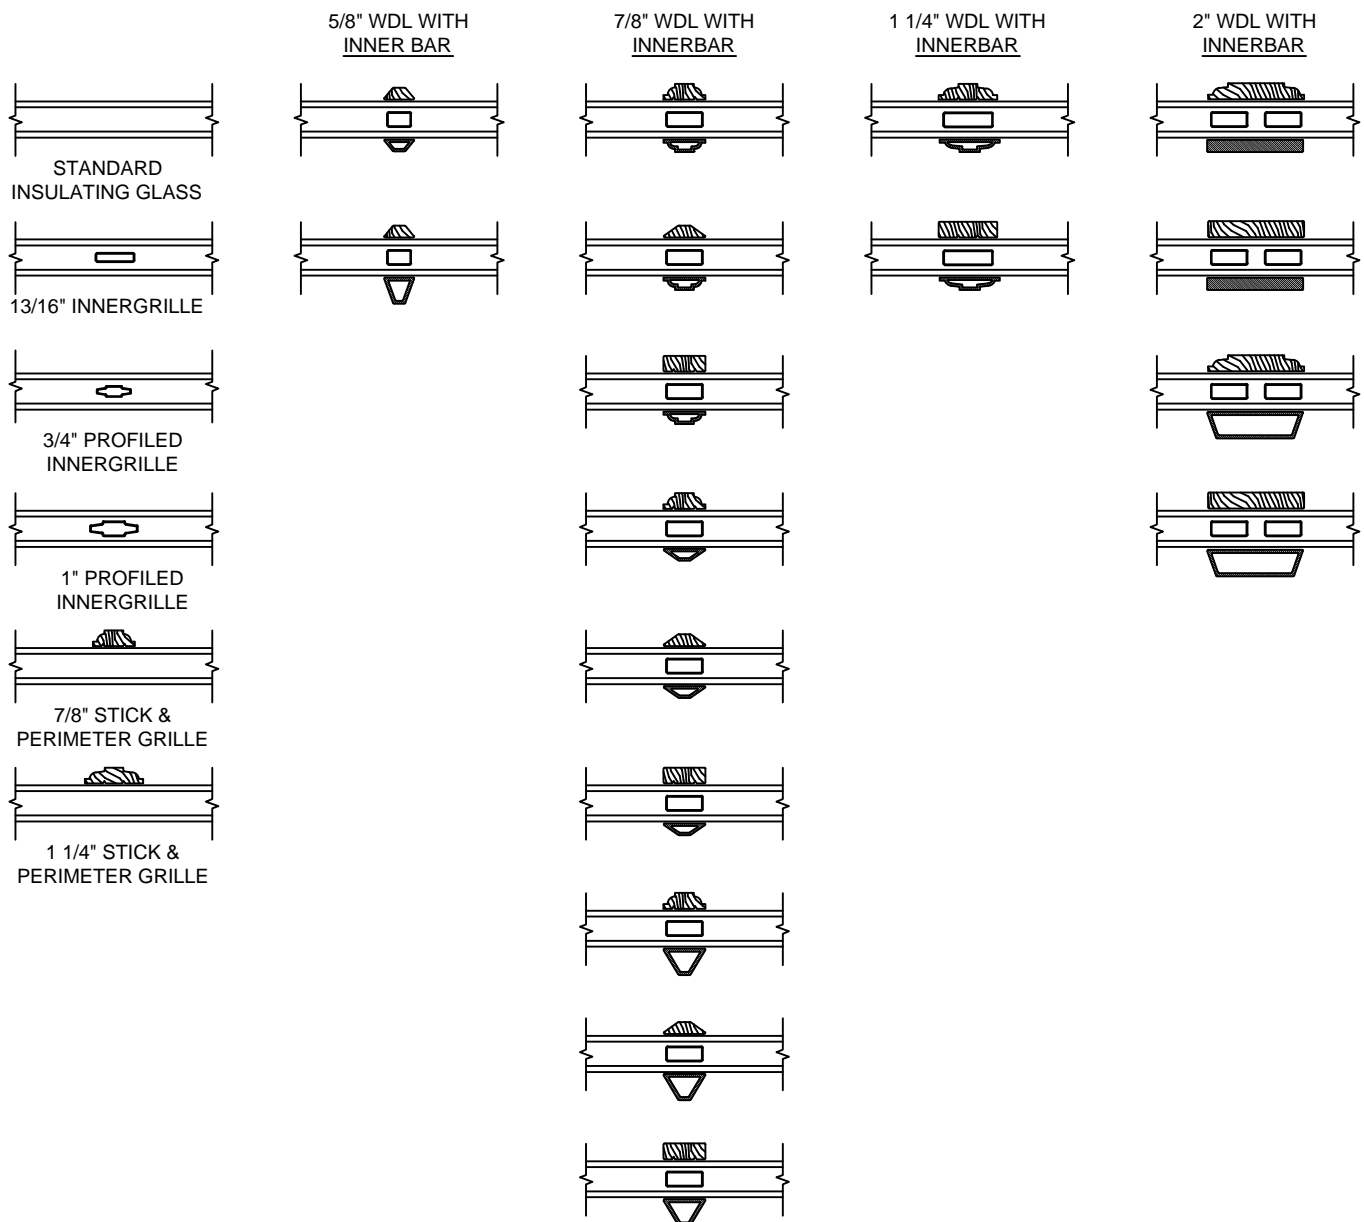 5/8" WDL WITH
INNER BAR
7/8" WDL WITH
INNERBAR
1 1/4" WDL WITH
INNERBAR
2" WDL WITH
INNERBAR
STANDARD
INSULATING GLASS
13/16" INNERGRILLE
3/4" PROFILED
INNERGRILLE
1" PROFILED
INNERGRILLE
7/8" STICK &
PERIMETER GRILLE
1 1/4" STICK &
PERIMETER GRILLE